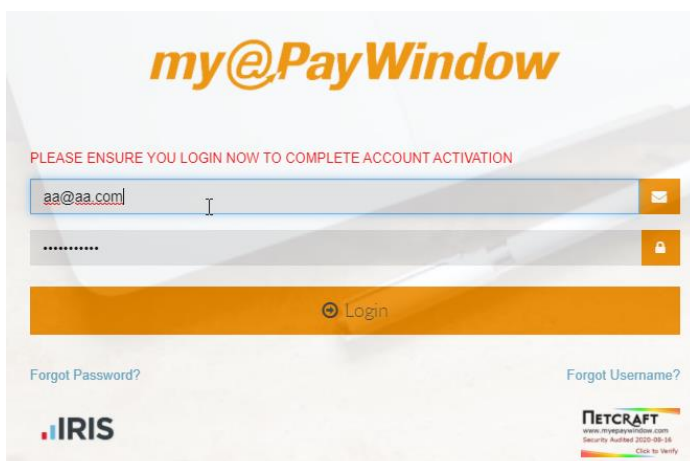 my@PayWindow
PLEASE ENSURE YOU LOGIN NOW TO COMPLETE ACCOUNT ACTIVATION
aa@aa.com
•••••••••••
Login
Forgot Password?
Forgot Username?
IRIS
NETCRAFT
www.myepaywindow.com
Security Audited 2020-08-16
Click to Verify